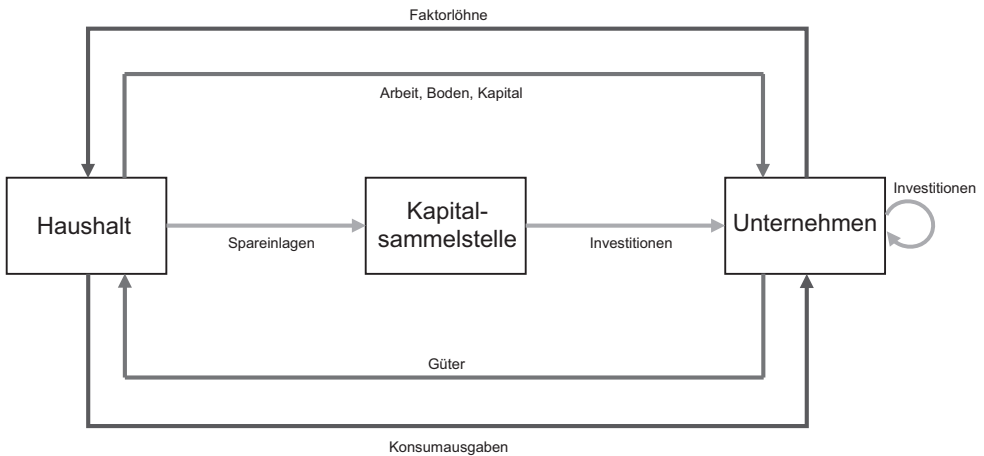 Faktorlöhne
Arbeit, Boden, Kapital
Haushalt
Spareinlagen
Kapital-
sammelstelle
Investitionen
Unternehmen
Investitionen
Güter
Konsumausgaben